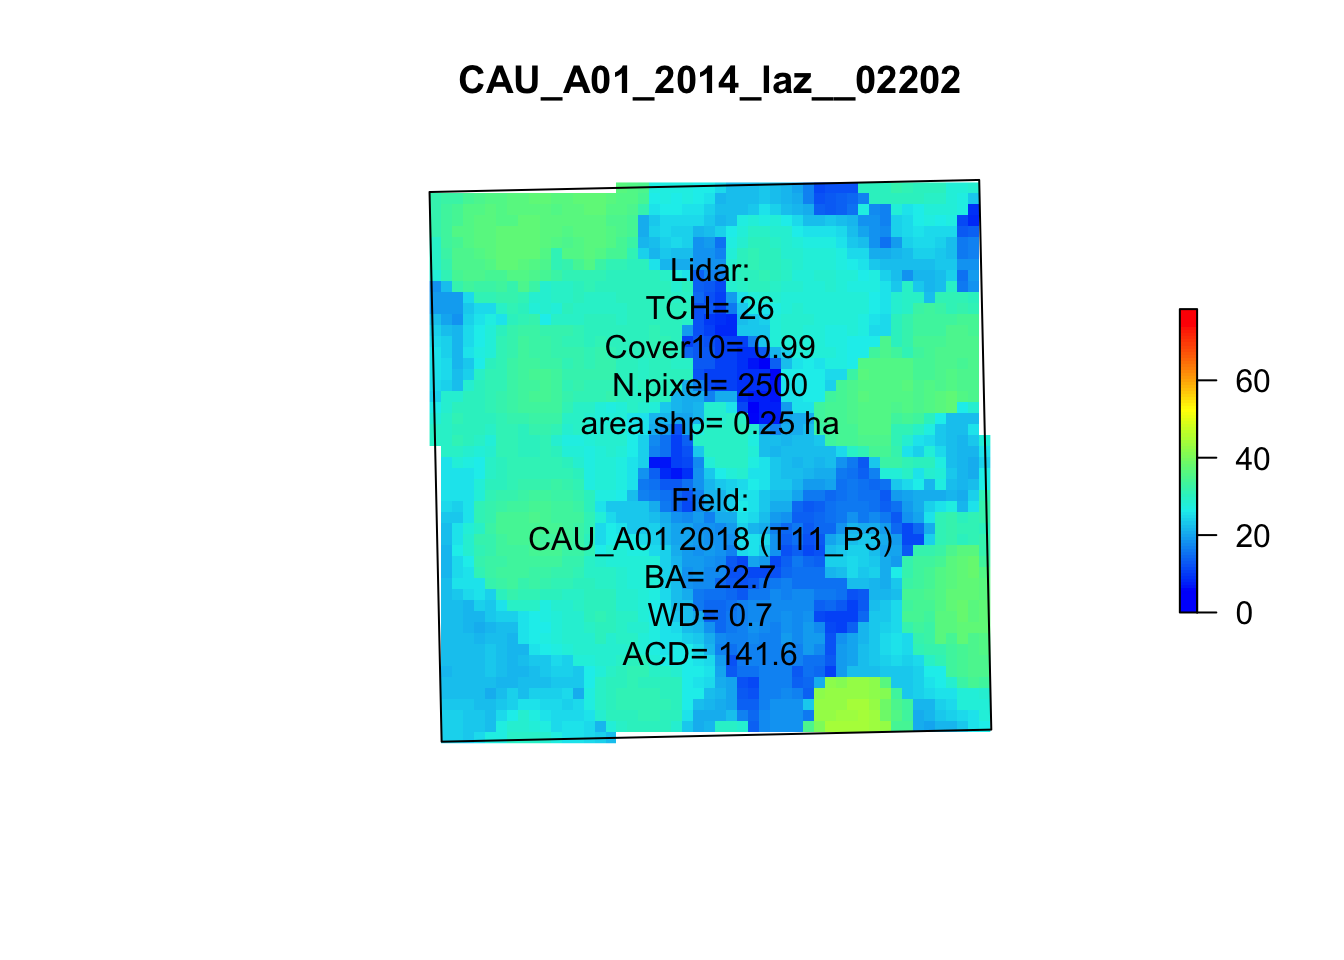 CAU_A01_2014_laz__02202
Lidar:
TCH= 26
Cover10= 0.99
N.pixel= 2500
area.shp= 0.25 ha
Field:
CAU_A01 2018 (T11_P3)
BA= 22.7
WD= 0.7
ACD= 141.6
60
40
20
0